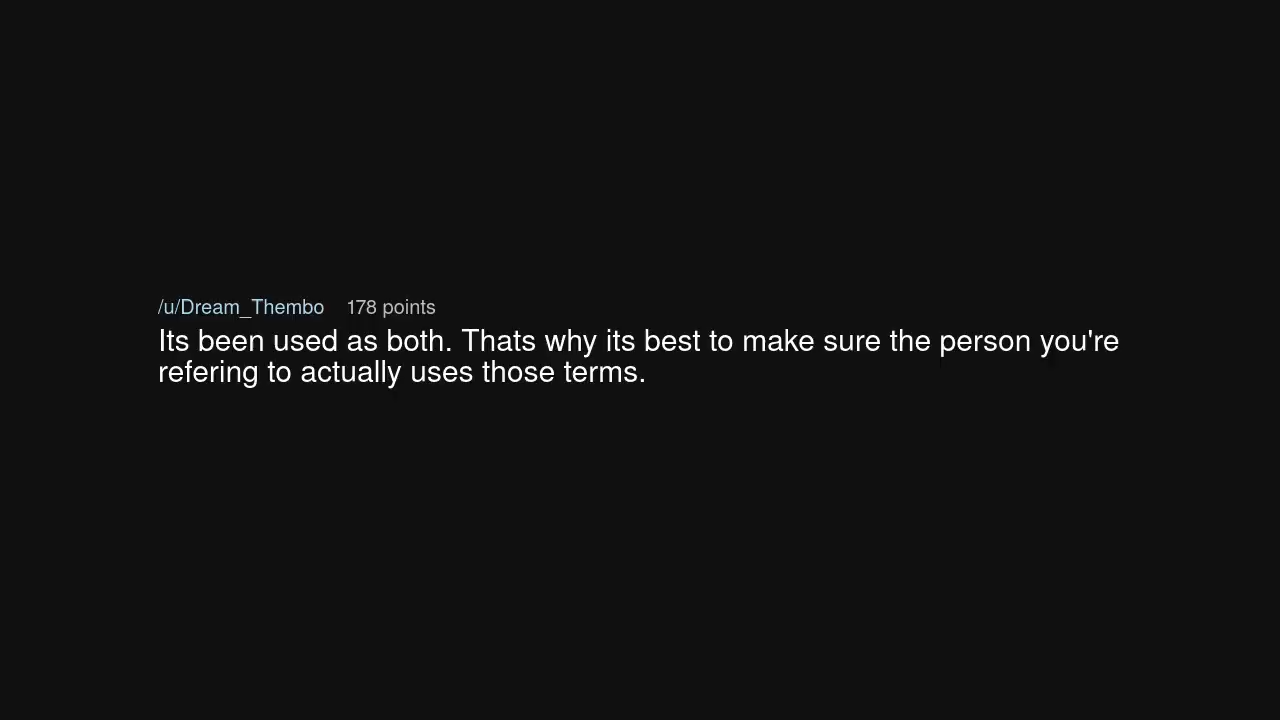 /u/Dream_Thembo 178 points
Its been used as both. Thats why its best to make sure the person you're
refering to actually uses those terms.